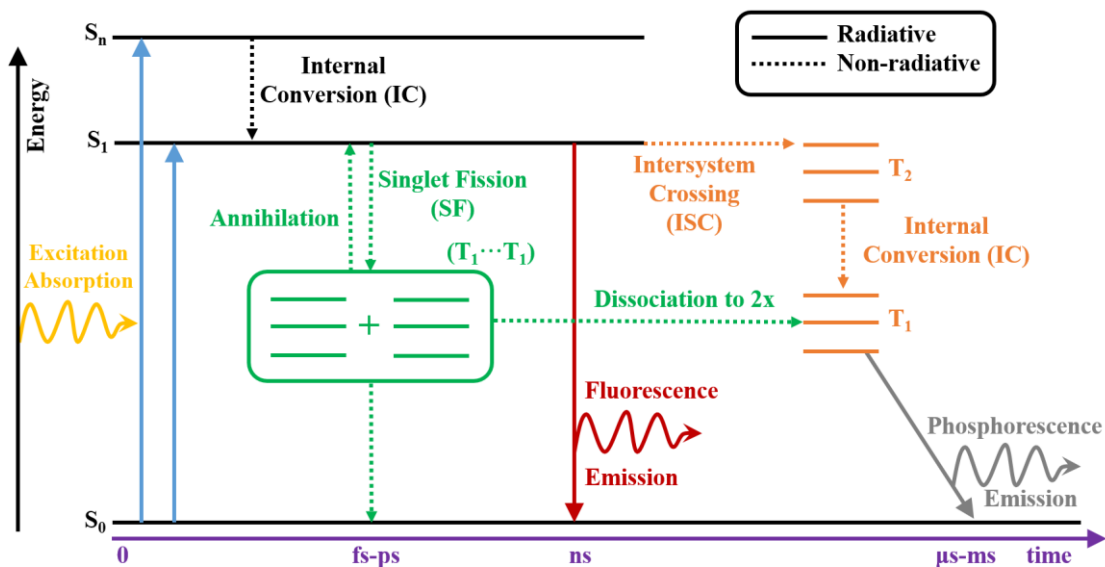 Sₙ
Radiative
Non-radiative
Internal
Conversion (IC)
Energy
S₁
Singlet Fission
(SF)
Annihilation
(T₁···T₁)
Intersystem
Crossing
(ISC)
T₂
Internal
Conversion (IC)
Excitation
Absorption
+
Dissociation to 2x
T₁
Fluorescence
Emission
Phosphorescence
Emission
S₀
0
fs-ps
ns
μs-ms
time